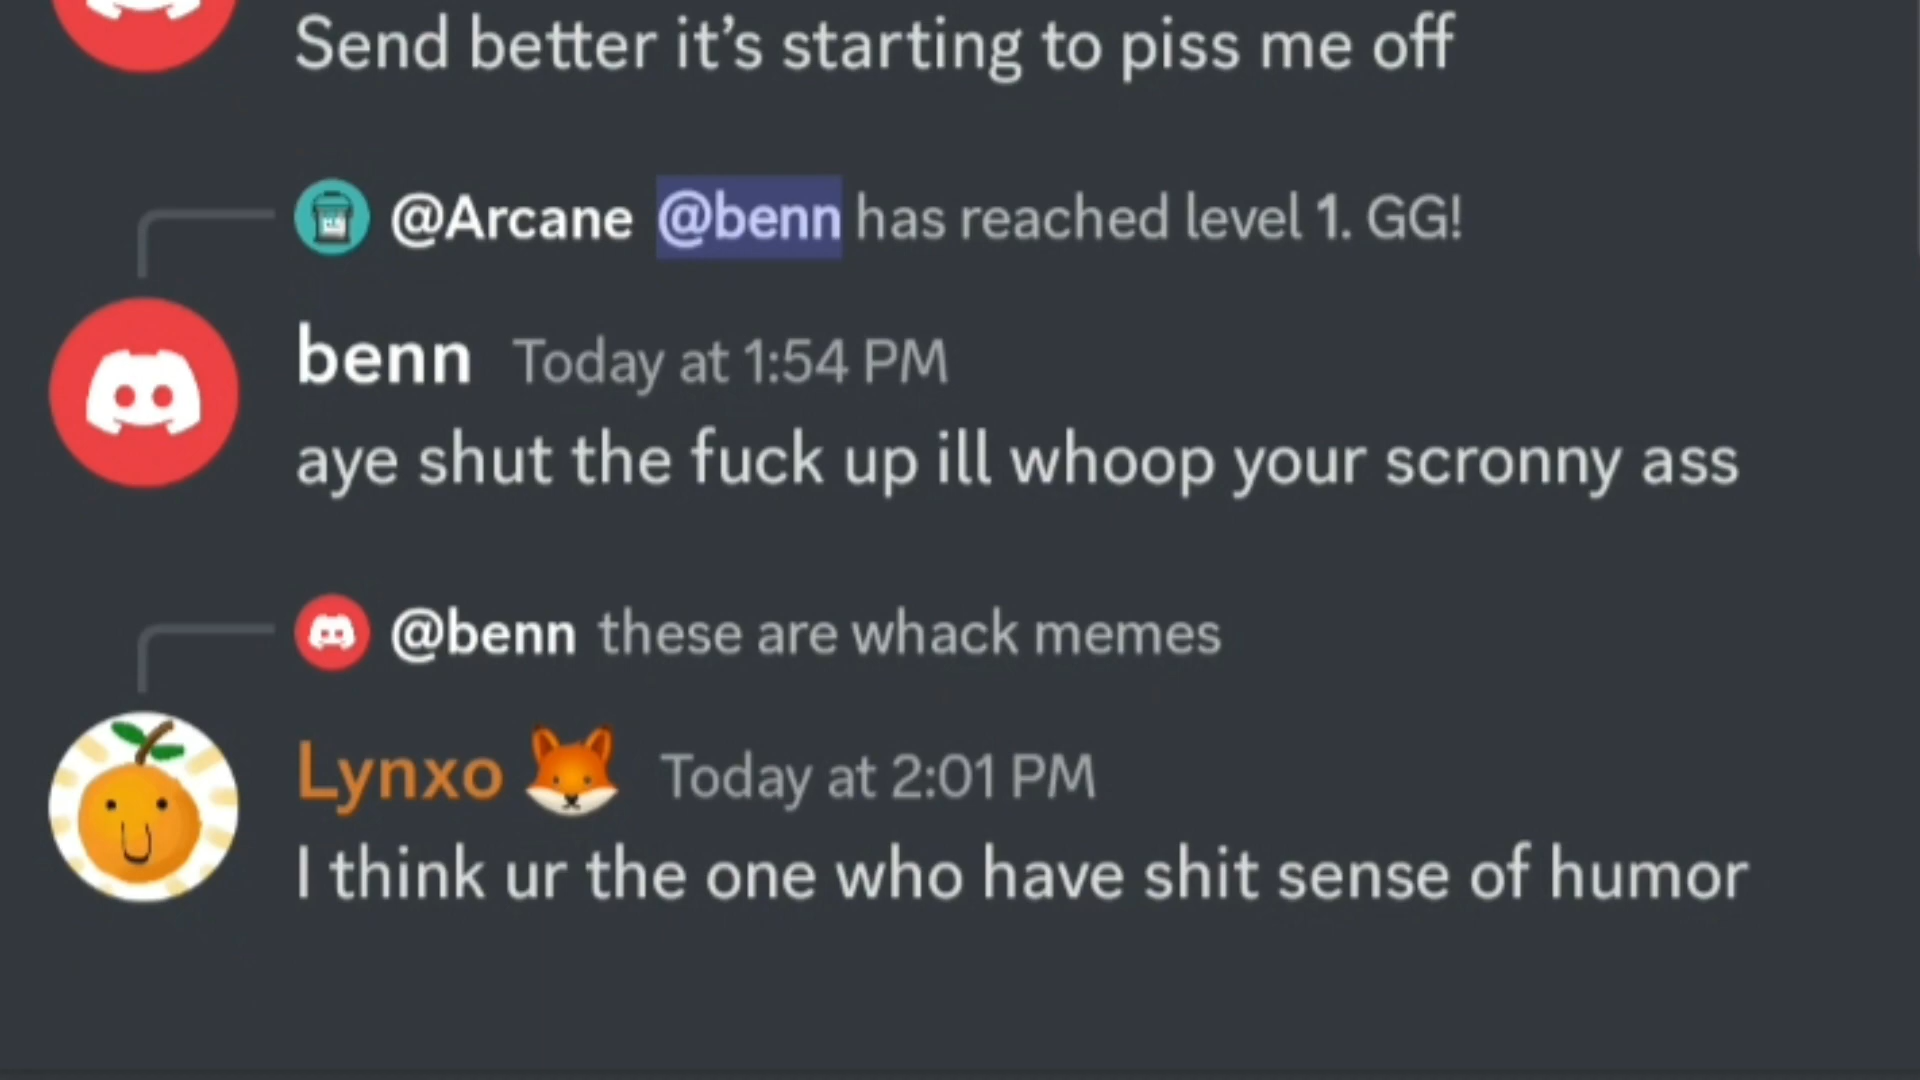 Send better it’s starting to piss me off
@Arcane @benn has reached level 1. GG!
benn Today at 1:54 PM
aye shut the fuck up ill whoop your scronny ass
@benn these are whack memes
Lynxo 🦊 Today at 2:01 PM
I think ur the one who have shit sense of humor